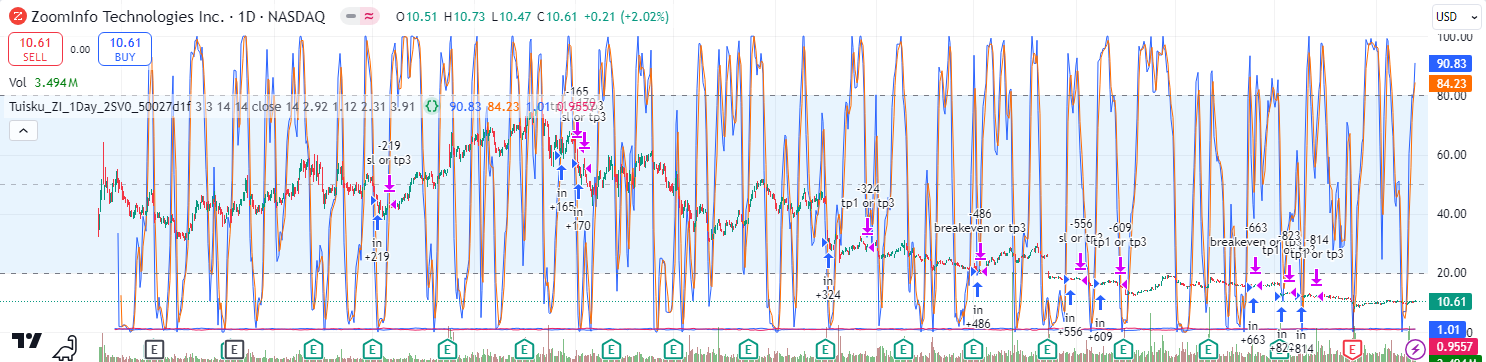 ZoomInfo Technologies Inc. · 1D · NASDAQ O10.51 H10.73 L10.47 C10.61 +0.21 (+2.02%)
USD
10.61 SELL
0.00
10.61 BUY
Vol 3.494M
Tuisku_ZI_1Day_2SV0_50027d1f 3 3 14 14 close 14 2.92 1.12 2.31 3.91 90.83 84.23 1.01 0.9557
100.00
90.83
84.23
80.00
60.00
40.00
20.00
10.61
1.01
0.9557
-219
sl or tp3
in
+219
-165
sl or tp3
in
+165
in
+170
-324
tp1 or tp3
in
+324
-486
breakeven or tp3
in
+486
-556
sl or tp3
in
+556
-609
tp1 or tp3
in
+609
-663
breakeven or tp3
in
+663
-823
in
-814
tp1 or tp3
in
+814
E E E E E E E E E E E E E E E E E